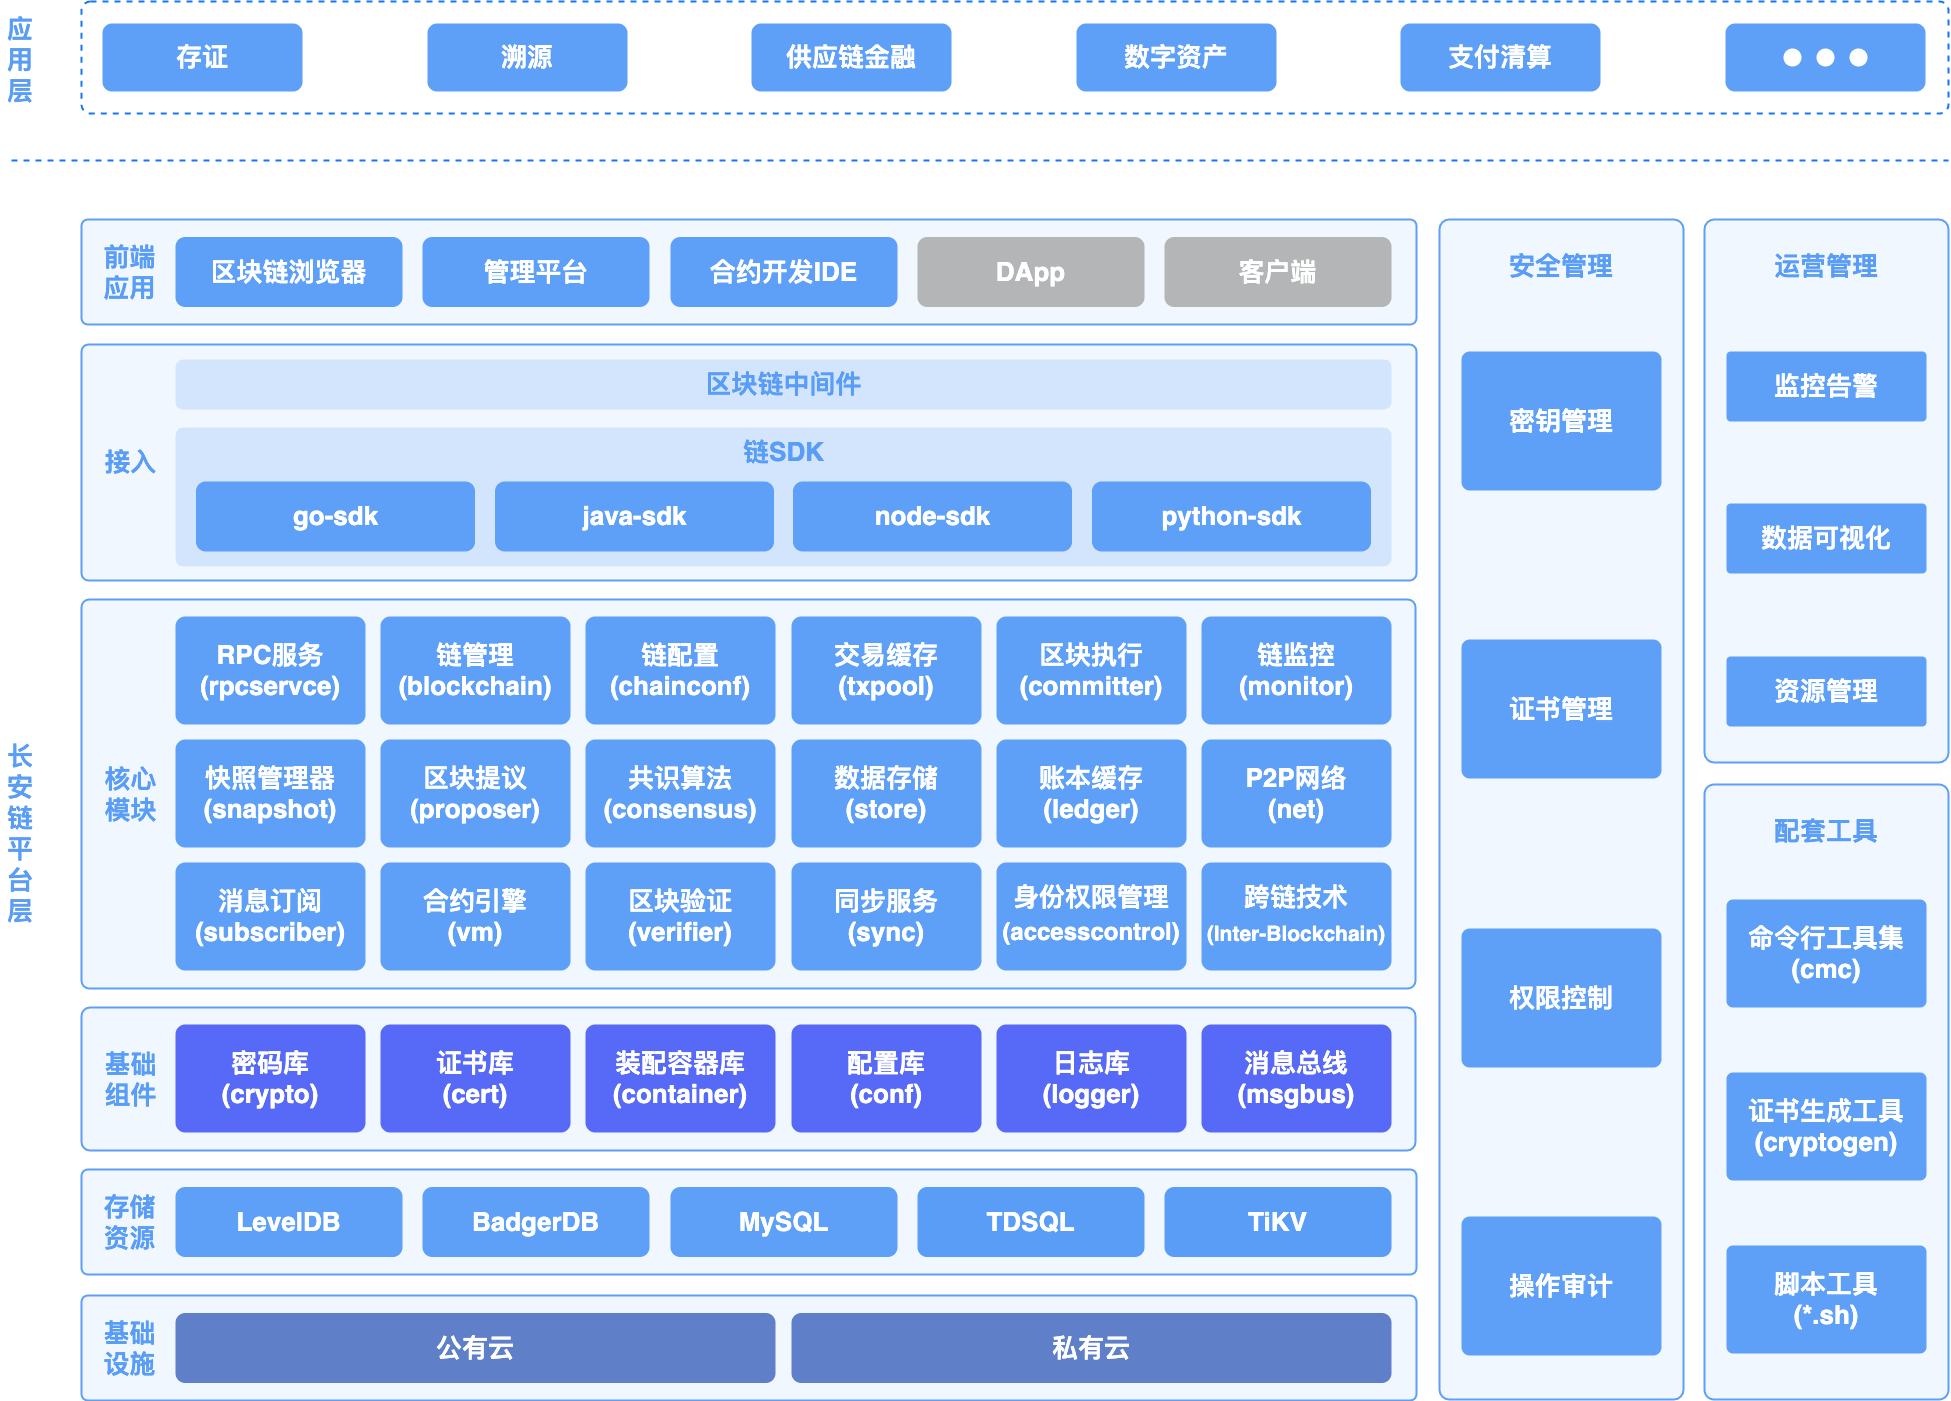 应用层
存证
溯源
供应链金融
数字资产
支付清算
长安链平台层
前端
应用
区块链浏览器
管理平台
合约开发IDE
DApp
客户端
接入
区块链中间件
链SDK
go-sdk
java-sdk
node-sdk
python-sdk
核心
模块
RPC服务
(rpcservce)
链管理
(blockchain)
链配置
(chainconf)
交易缓存
(txpool)
区块执行
(committer)
链监控
(monitor)
快照管理器
(snapshot)
区块提议
(proposer)
共识算法
(consensus)
数据存储
(store)
账本缓存
(ledger)
P2P网络
(net)
消息订阅
(subscriber)
合约引擎
(vm)
区块验证
(verifier)
同步服务
(sync)
身份权限管理
(accesscontrol)
跨链技术
(Inter-Blockchain)
基础
组件
密码库
(crypto)
证书库
(cert)
装配容器库
(container)
配置库
(conf)
日志库
(logger)
消息总线
(msgbus)
存储
资源
LevelDB
BadgerDB
MySQL
TDSQL
TiKV
基础
设施
公有云
私有云
安全管理
密钥管理
证书管理
权限控制
操作审计
运营管理
监控告警
数据可视化
资源管理
配套工具
命令行工具集
(cmc)
证书生成工具
(cryptogen)
脚本工具
(*.sh)